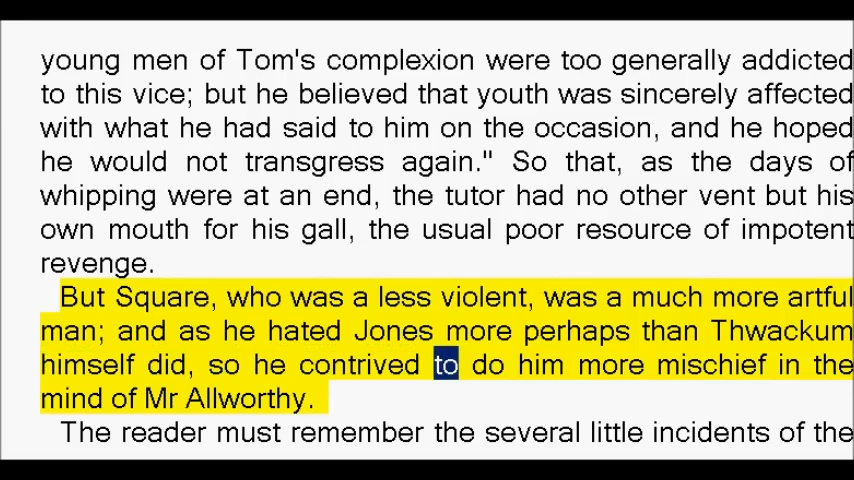 young men of Tom's complexion were too generally addicted
to this vice; but he believed that youth was sincerely affected
with what he had said to him on the occasion, and he hoped
he would not transgress again." So that, as the days of
whipping were at an end, the tutor had no other vent but his
own mouth for his gall, the usual poor resource of impotent
revenge.
But Square, who was a less violent, was a much more artful
man; and as he hated Jones more perhaps than Thwackum
himself did, so he contrived to do him more mischief in the
mind of Mr Allworthy.
The reader must remember the several little incidents of the